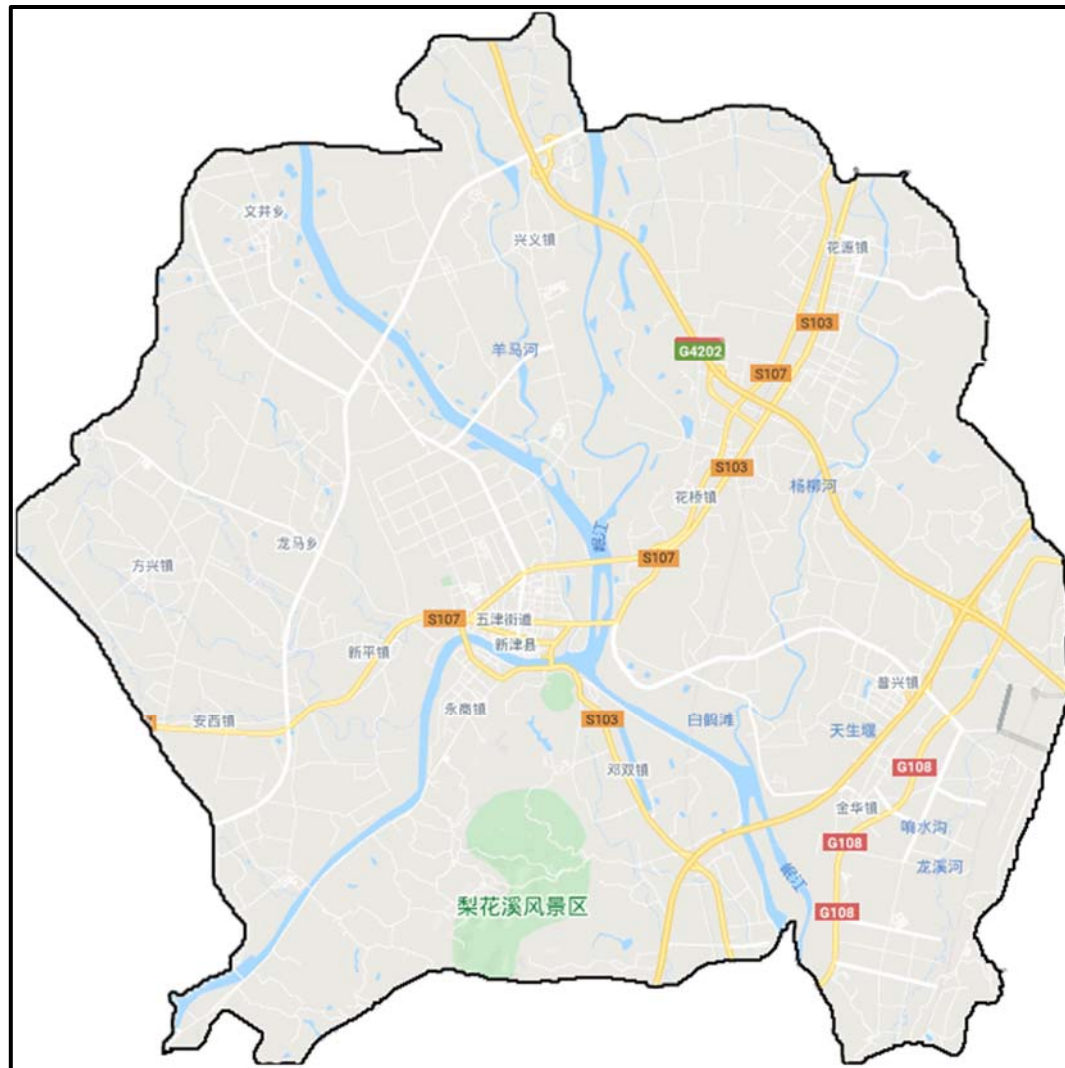 文井乡
兴义镇
花源镇
S103
羊马河
G4202
S107
S103
杨柳河
花桥镇
龙马乡
岷江
S107
方兴镇
S107
五津街道
新津县
新平镇
普兴镇
永商镇
安西镇
S103
白鹤滩
天生堰
邓双镇
G108
金华镇
响水沟
G108
龙溪河
岷江
梨花溪风景区
G108